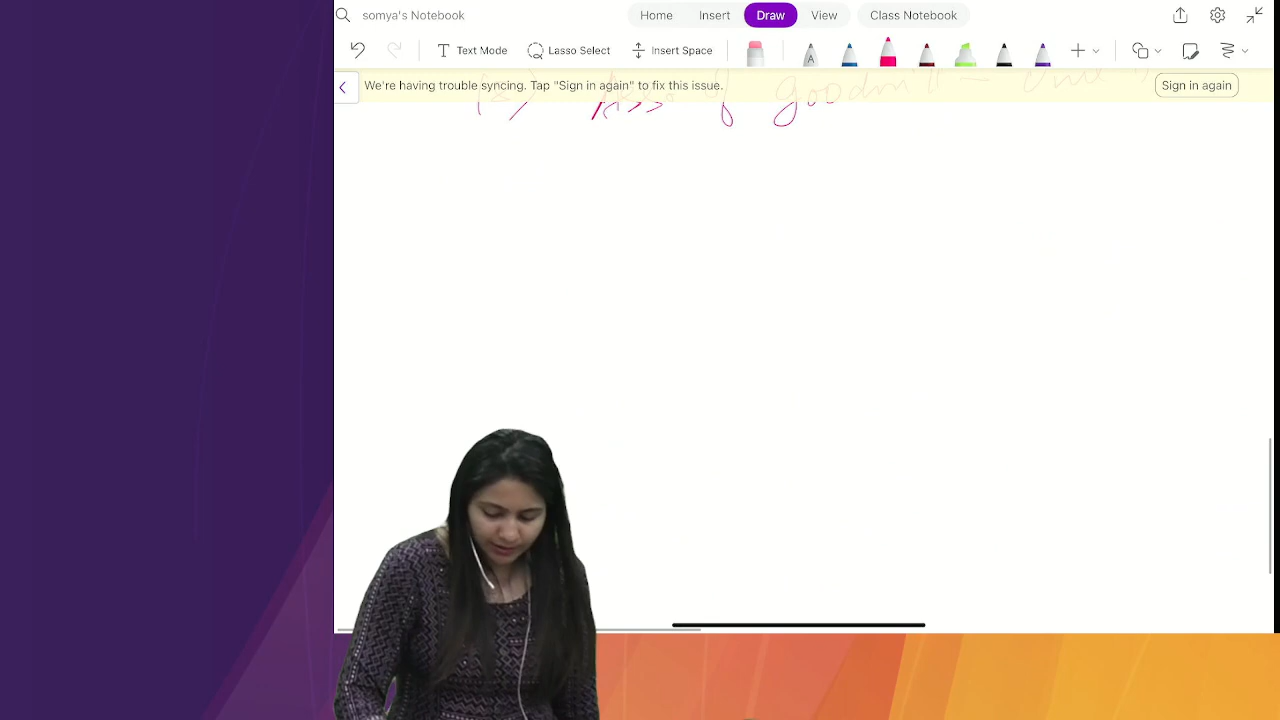 somya's Notebook Home Insert Draw View Class Notebook
T Text Mode Lasso Select Insert Space A
We're having trouble syncing. Tap "Sign in again" to fix this issue. Sign in again
of